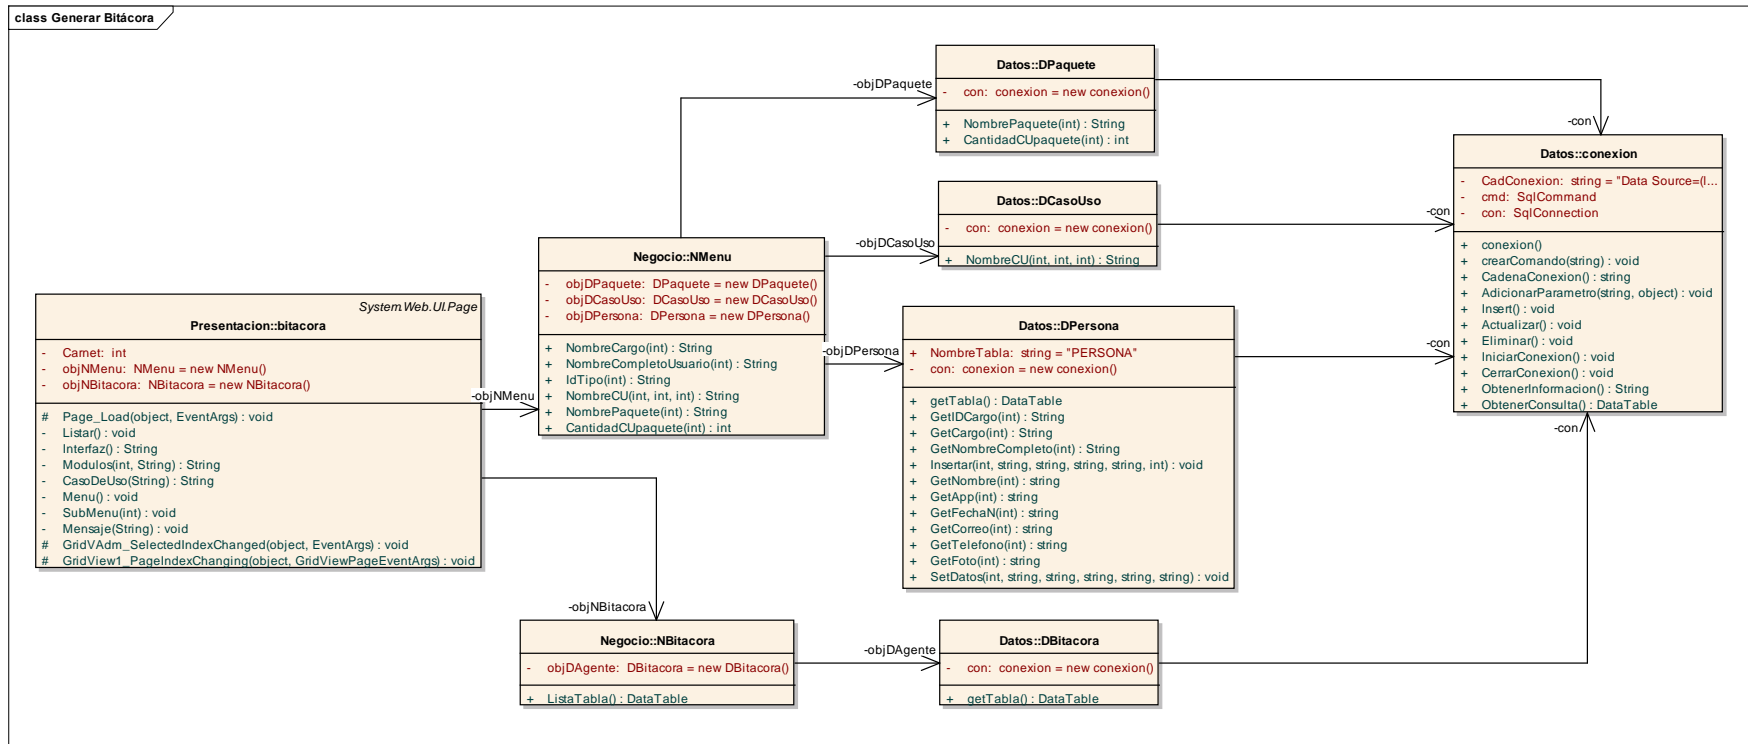 class Generar Bitácora
System.Web.UI.Page
Presentacion::bitacora
- Carnet: int
- objNMenu: NMenu = new NMenu()
- objNBitacora: NBitacora = new NBitacora()
# Page_Load(object, EventArgs) : void
- Listar() : void
- Interfaz() : String
- Modulos(int, String) : String
- CasoDeUso(String) : String
- Menu() : void
- SubMenu(int) : void
- Mensaje(String) : void
# GridVAdm_SelectedIndexChanged(object, EventArgs) : void
# GridView1_PageIndexChanging(object, GridViewPageEventArgs) : void
-objNMenu
-objNBitacora
Negocio::NMenu
- objDPaquete: DPaquete = new DPaquete()
- objDCasoUso: DCasoUso = new DCasoUso()
- objDPersona: DPersona = new DPersona()
+ NombreCargo(int) : String
+ NombreCompletoUsuario(int) : String
+ IdTipo(int) : String
+ NombreCU(int, int, int) : String
+ NombrePaquete(int) : String
+ CantidadCUpaquete(int) : int
-objDPaquete
-objDCasoUso
-objDPersona
Negocio::NBitacora
- objDAgente: DBitacora = new DBitacora()
+ ListaTabla() : DataTable
-objDAgente
Datos::DPaquete
- con: conexion = new conexion()
+ NombrePaquete(int) : String
+ CantidadCUpaquete(int) : int
-con
Datos::DCasoUso
- con: conexion = new conexion()
+ NombreCU(int, int, int) : String
-con
Datos::DPersona
+ NombreTabla: string = "PERSONA"
- con: conexion = new conexion()
+ getTabla() : DataTable
+ GetIDCargo(int) : String
+ GetCargo(int) : String
+ GetNombreCompleto(int) : String
+ Insertar(int, string, string, string, string, int) : void
+ GetNombre(int) : string
+ GetApp(int) : string
+ GetFechaN(int) : string
+ GetCorreo(int) : string
+ GetTelefono(int) : string
+ GetFoto(int) : string
+ SetDatos(int, string, string, string, string, string) : void
-con
Datos::DBitacora
- con: conexion = new conexion()
+ getTabla() : DataTable
-con
Datos::conexion
- CadConexion: string = "Data Source=(l...
- cmd: SqlCommand
- con: SqlConnection
+ conexion()
+ crearComando(string) : void
+ CadenaConexion() : string
+ AdicionarParametro(string, object) : void
+ Insert() : void
+ Actualizar() : void
+ Eliminar() : void
+ IniciarConexion() : void
+ CerrarConexion() : void
+ ObtenerInformacion() : String
+ ObtenerConsulta() : DataTable